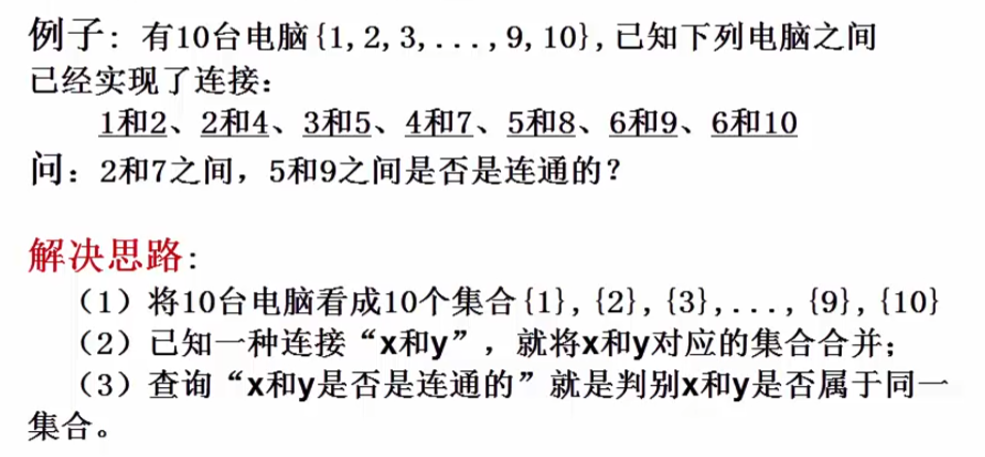 例子: 有10台电脑{1,2,3,...,9,10},已知下列电脑之间
已经实现了连接:
1和2、2和4、3和5、4和7、5和8、6和9、6和10
问: 2和7之间，5和9之间是否是连通的?
解决思路:
（1）将10台电脑看成10个集合{1},{2},{3},...,{9},{10}
（2）已知一种连接“x和y”，就将x和y对应的集合合并;
（3）查询“x和y是否是连通的”就是判别x和y是否属于同一
集合。